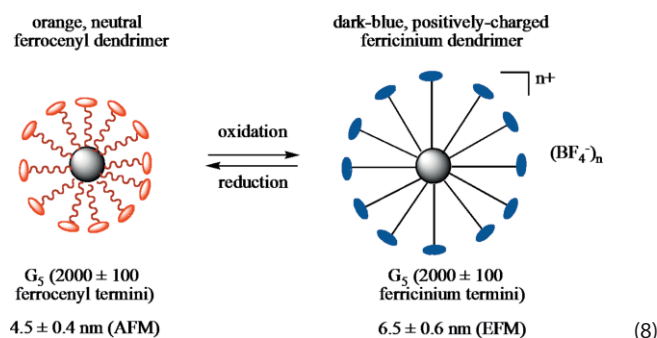 orange, neutral
ferrocenyl dendrimer
dark-blue, positively-charged
ferricinium dendrimer
n+
oxidation
reduction
(BF₄⁻)ₙ
G₅ (2000 ± 100
ferrocenyl termini)
4.5 ± 0.4 nm (AFM)
G₅ (2000 ± 100
ferricinium termini)
6.5 ± 0.6 nm (EFM)
(8)